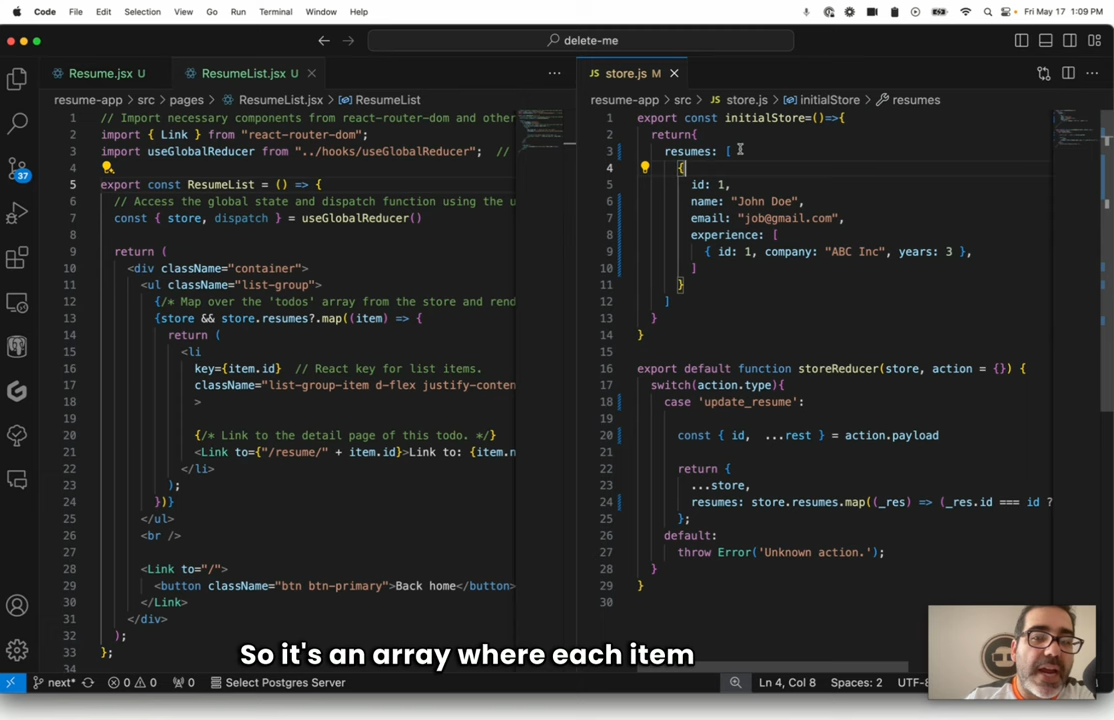 Code File Edit Selection View Go Run Terminal Window Help
Fri May 17 1:09 PM
delete-me
Resume.jsx U
ResumeList.jsx U
resume-app > src > pages > ResumeList.jsx > ResumeList
1 // Import necessary components from react-router-dom and other
2 import { Link } from "react-router-dom";
3 import useGlobalReducer from "../hooks/useGlobalReducer"; //
4
5 export const ResumeList = () => {
6 // Access the global state and dispatch function using the u
7 const { store, dispatch } = useGlobalReducer()
8
9 return (
10 <div className="container">
11 <ul className="list-group">
12 {/* Map over the 'todos' array from the store and rend
13 {store && store.resumes?.map((item) => {
14 return (
15 <li
16 key={item.id} // React key for list items.
17 className="list-group-item d-flex justify-conten
18 >
19
20 {/* Link to the detail page of this todo. */}
21 <Link to={"/resume/" + item.id}>Link to: {item.n
22 </li>
23 );
24 })}
25 </ul>
26 <br />
27
28 <Link to="/">
29 <button className="btn btn-primary">Back home</button>
30 </Link>
31 </div>
32 );
33 };
34
store.js M
resume-app > src > store.js > initialStore > resumes
1 export const initialStore=()=>{
2 return{
3 resumes: [
4 {
5 id: 1,
6 name: "John Doe",
7 email: "job@gmail.com",
8 experience: [
9 { id: 1, company: "ABC Inc", years: 3 },
10 ]
11 }
12 ]
13 }
14 }
15
16 export default function storeReducer(store, action = {}) {
17 switch(action.type){
18 case 'update_resume':
19
20 const { id, ...rest } = action.payload
21
22 return {
23 ...store,
24 resumes: store.resumes.map((_res) => (_res.id === id ?
25 };
26 default:
27 throw Error('Unknown action.');
28 }
29 }
30
37
So it's an array where each item
next* 0 0 0 Select Postgres Server
Ln 4, Col 8 Spaces: 2 UTF-8